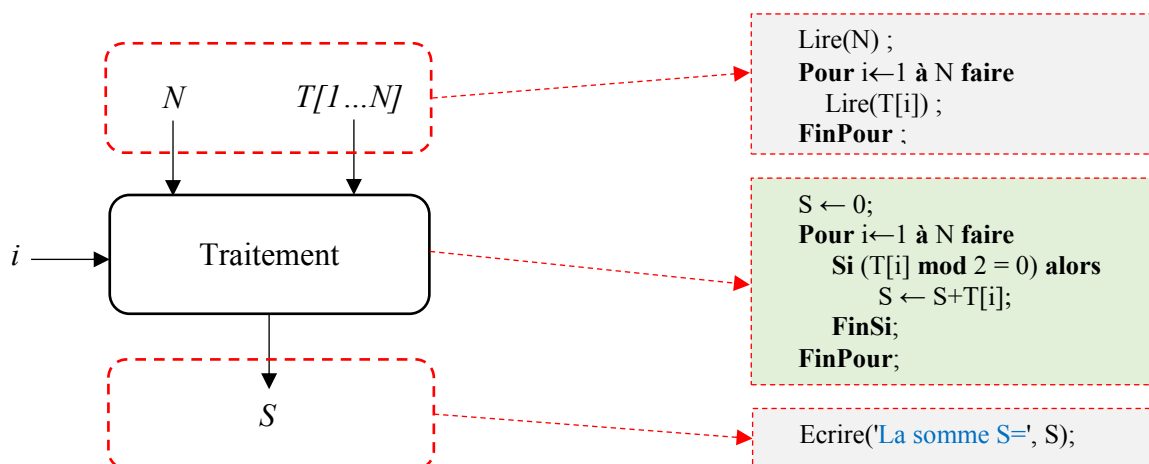 N T[1…N]
i
Traitement
S
Lire(N) ;
Pour i←1 à N faire
Lire(T[i]) ;
FinPour ;
S ← 0;
Pour i←1 à N faire
Si (T[i] mod 2 = 0) alors
S ← S+T[i];
FinSi;
FinPour;
Ecrire('La somme S=', S);